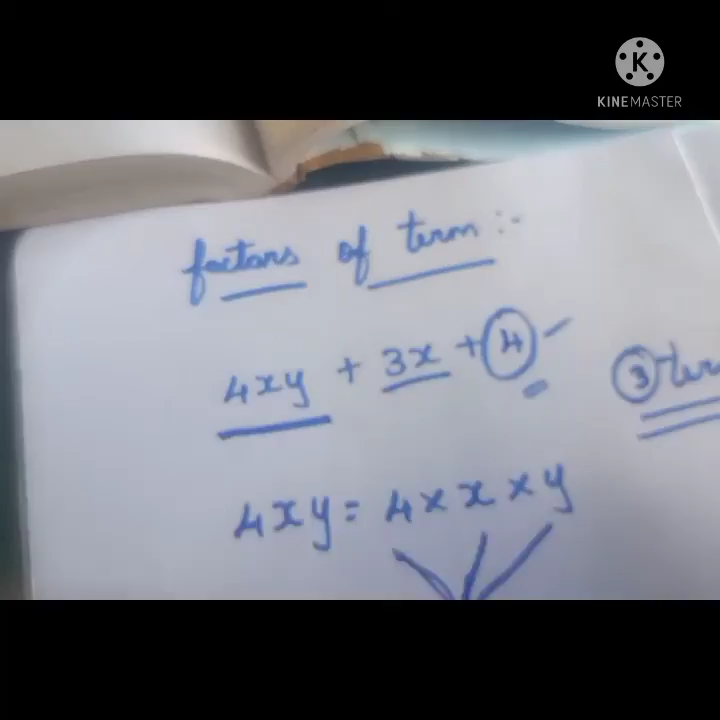 KINEMASTER
factors of term :-
4xy + 3x + 4
3
4xy = 4 × x × y